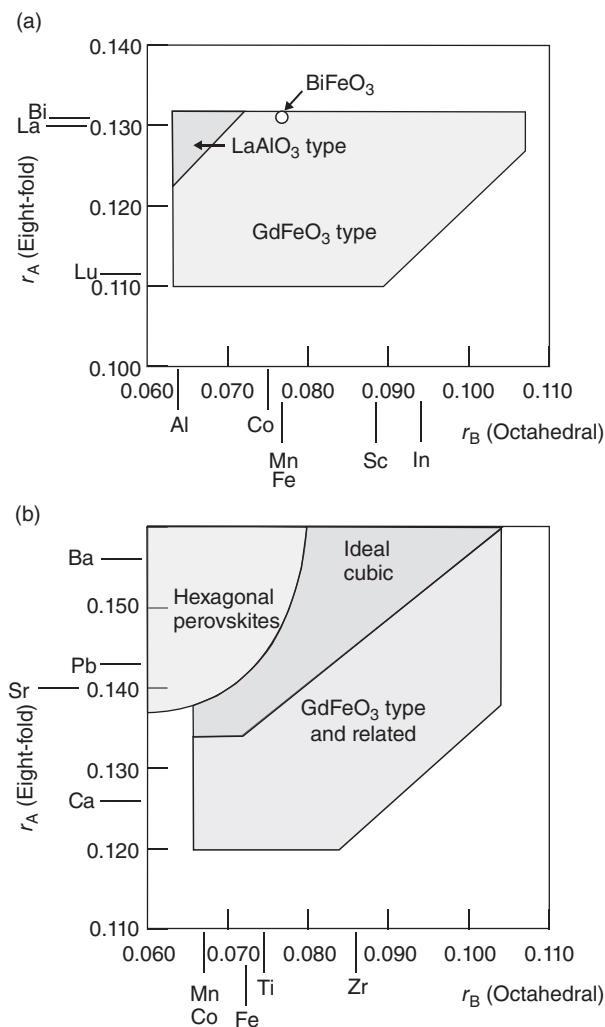 (a)
0.140
BiFeO3
Bi
La
0.130
LaAlO3 type
rA (Eight-fold)
0.120
GdFeO3 type
Lu
0.110
0.100
0.060 0.070 0.080 0.090 0.100 0.110
Al Co rB (Octahedral)
Mn Sc In
Fe
(b)
Ba
Ideal
cubic
Hexagonal
perovskites
0.150
Pb
Sr 0.140
GdFeO3 type
and related
rA (Eight-fold)
0.130
Ca
0.120
0.110
0.060 0.070 0.080 0.090 0.100 0.110
Ti Zr
Mn rB (Octahedral)
Co Fe